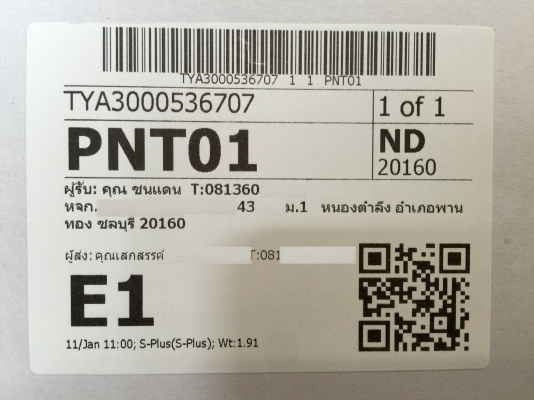 TYA3000536707 1 1 PNT01
TYA3000536707
1 of 1
PNT01
ND
20160
ผู้รับ: คุณ ชนแดน T:081360
หจก. 43 ม.1 หนองตำลึง อำเภอพาน
ทอง ชลบุรี 20160
ผู้ส่ง: คุณเสกสรรค์ T:081
E1
11/Jan 11:00; S-Plus(S-Plus); Wt:1.91